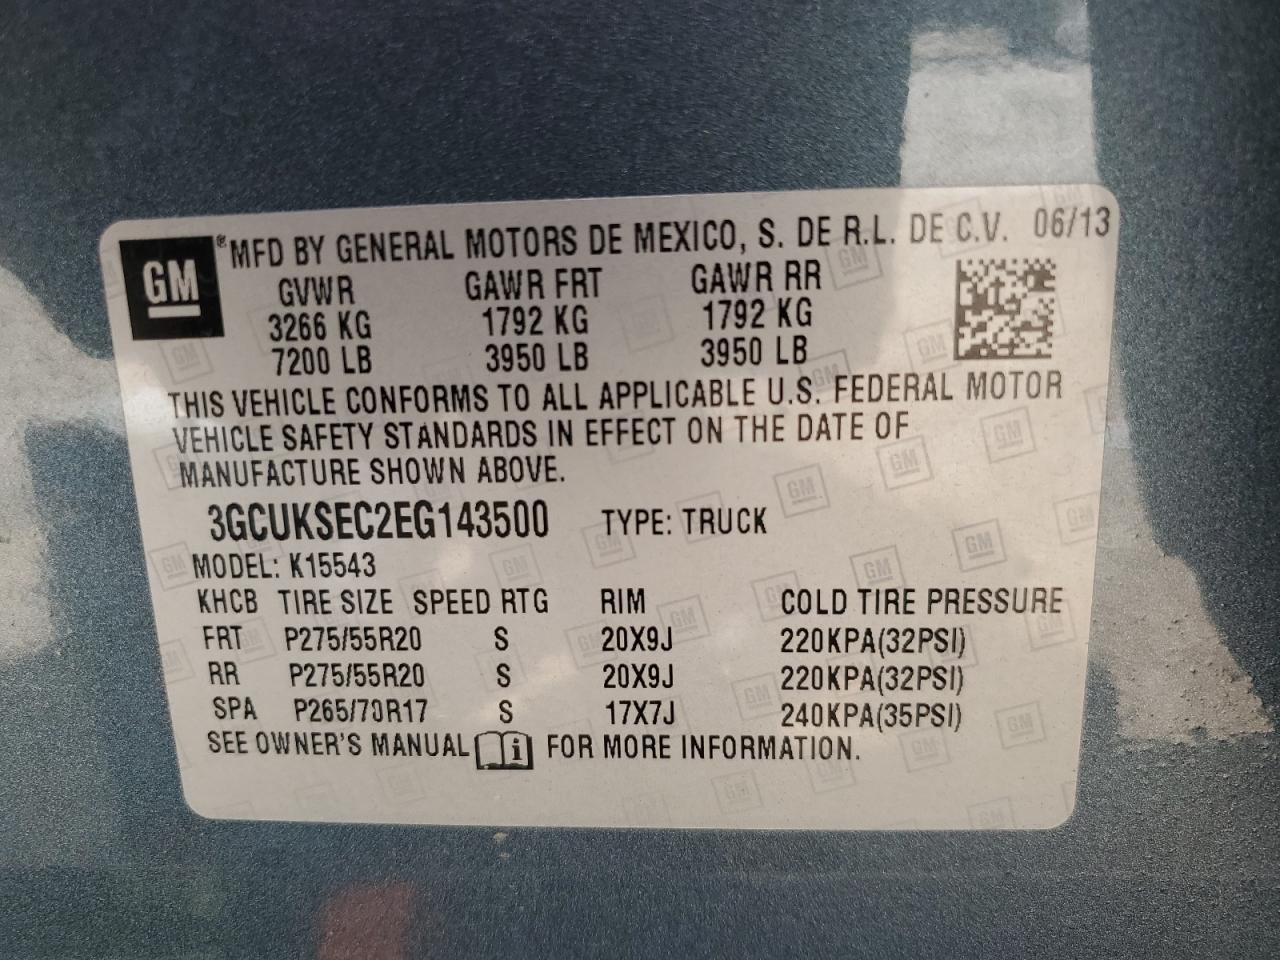 GM ® MFD BY GENERAL MOTORS DE MEXICO, S. DE R.L. DE C.V. 06/13
GVWR GAWR FRT GAWR RR
3266 KG 1792 KG 1792 KG
7200 LB 3950 LB 3950 LB
THIS VEHICLE CONFORMS TO ALL APPLICABLE U.S. FEDERAL MOTOR
VEHICLE SAFETY STANDARDS IN EFFECT ON THE DATE OF
MANUFACTURE SHOWN ABOVE.
3GCUKSEC2EG143500 TYPE: TRUCK
MODEL: K15543
KHCB TIRE SIZE SPEED RTG RIM COLD TIRE PRESSURE
FRT P275/55R20 S 20X9J 220KPA(32PSI)
RR P275/55R20 S 20X9J 220KPA(32PSI)
SPA P265/70R17 S 17X7J 240KPA(35PSI)
SEE OWNER'S MANUAL i FOR MORE INFORMATION.